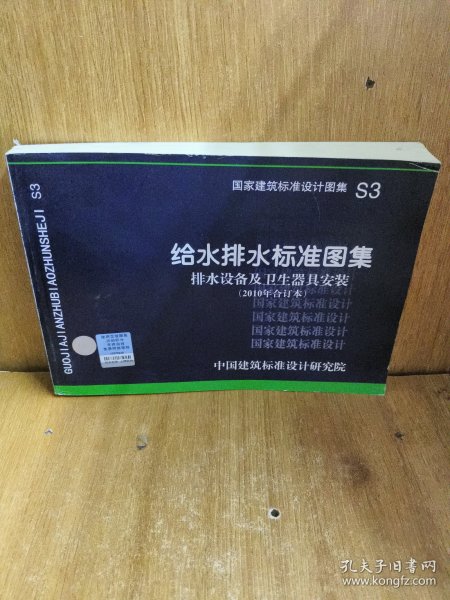 国家建筑标准设计图集 S3
给水排水标准图集
排水设备及卫生器具安装
(2010年合订本)
国家建筑标准设计
国家建筑标准设计
国家建筑标准设计
国家建筑标准设计
中国建筑标准设计研究院
GUOJIAJIANZHUBIAOZHUNSHEJI S3
孔夫子旧书网
www.kongfz.com